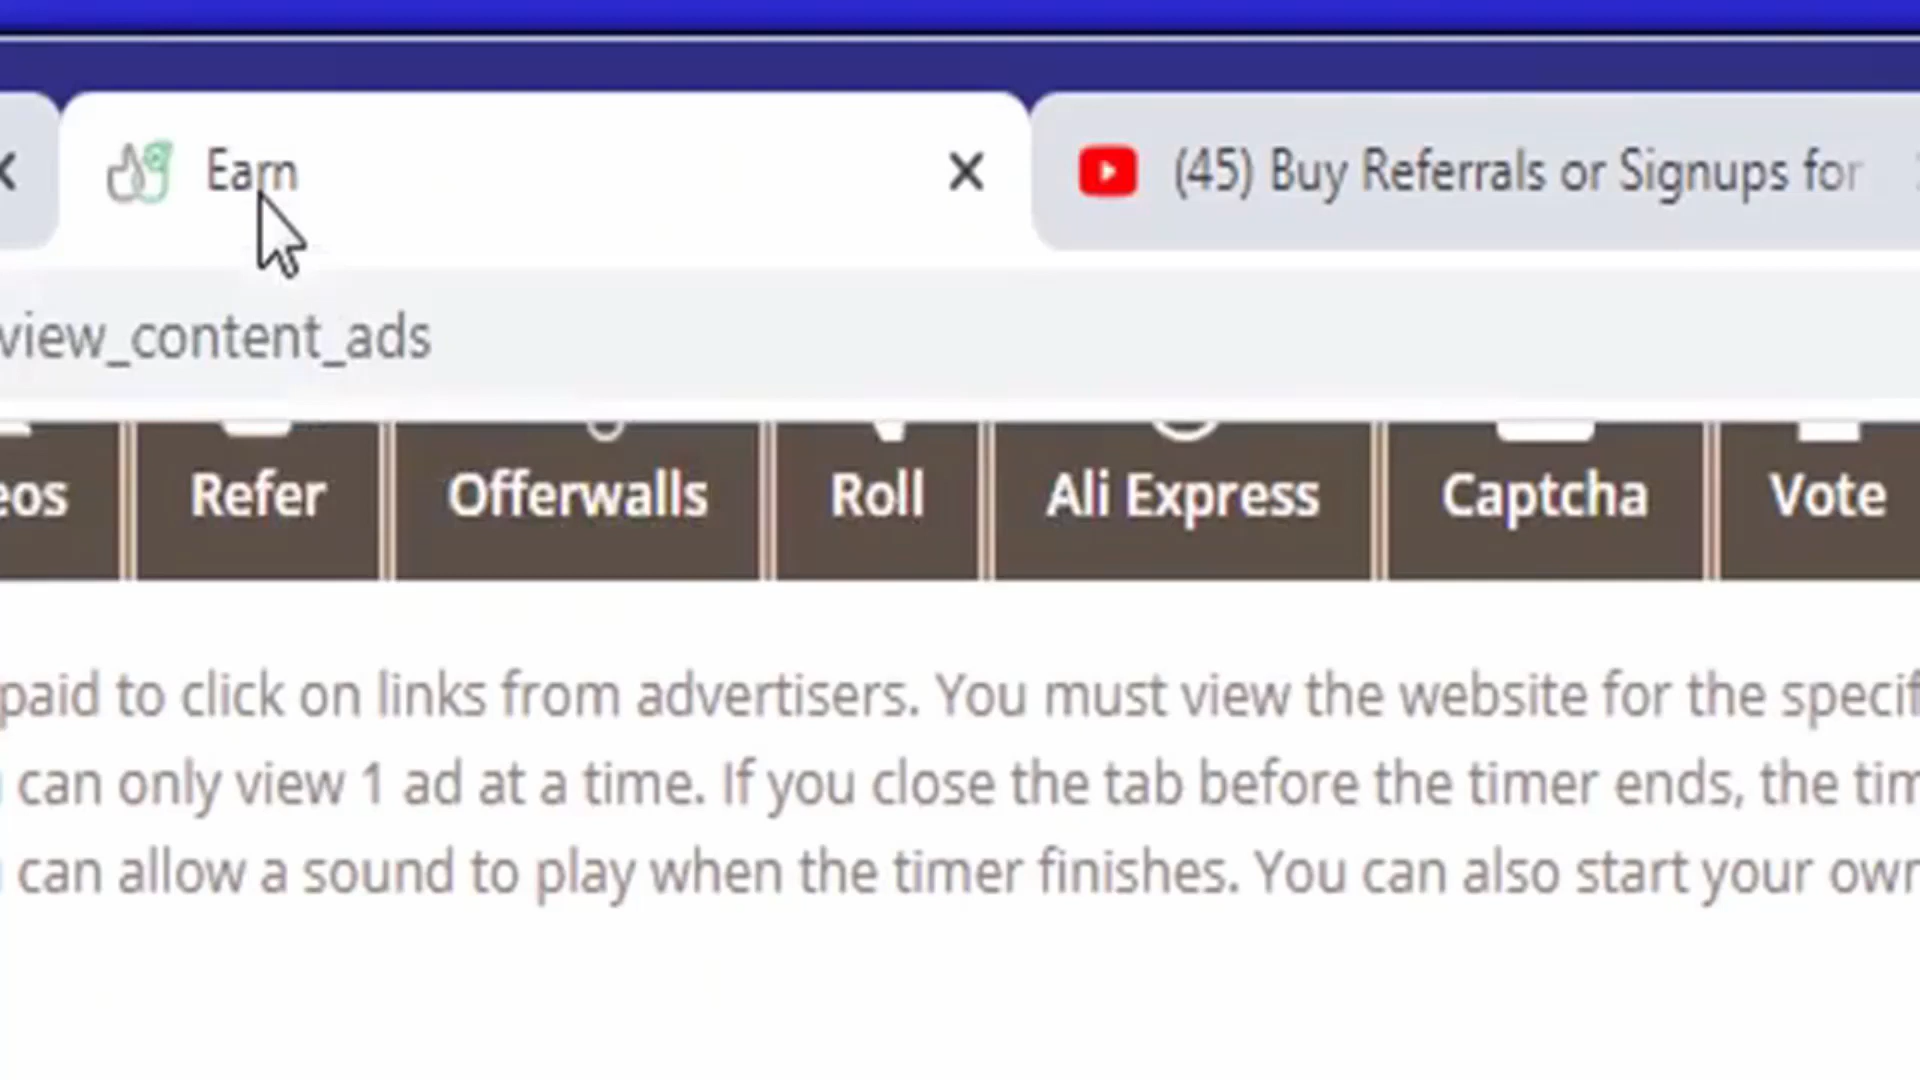 Earn
(45) Buy Referrals or Signups for
view_content_ads
eos Refer Offerwalls Roll Ali Express Captcha Vote
paid to click on links from advertisers. You must view the website for the specif
can only view 1 ad at a time. If you close the tab before the timer ends, the tim
can allow a sound to play when the timer finishes. You can also start your own